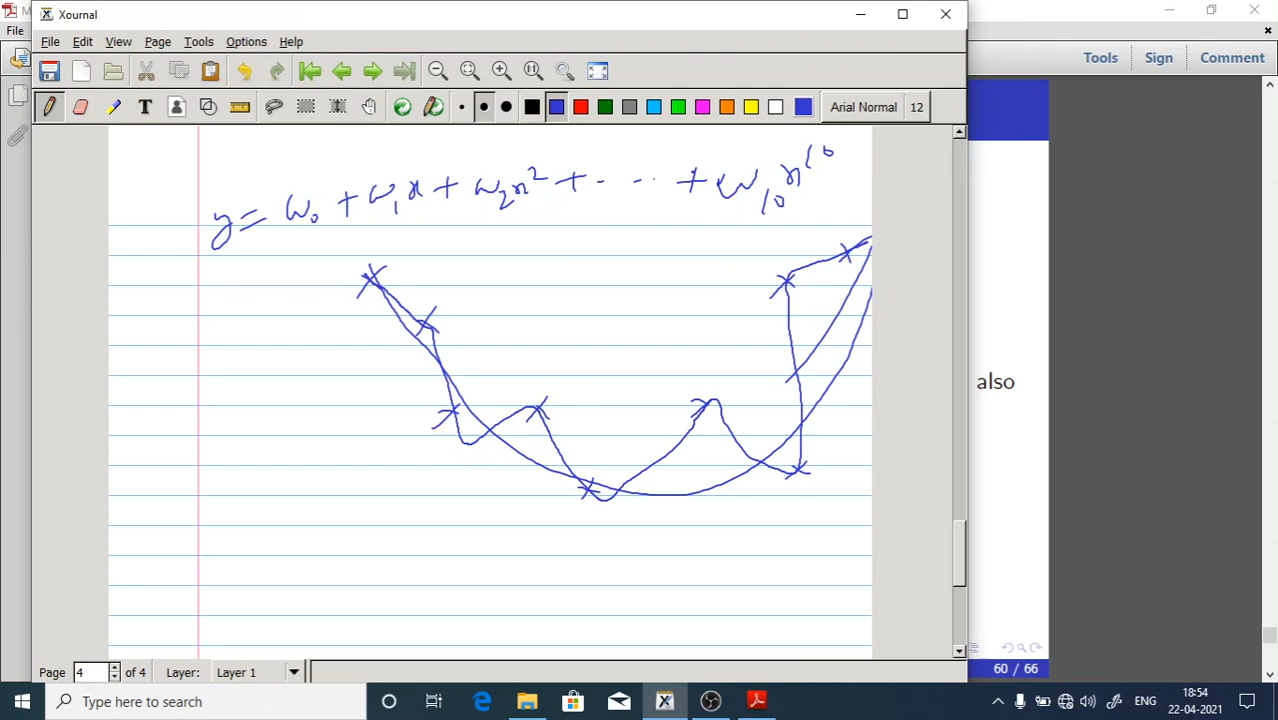 Xournal
File
File Edit View Page Tools Options Help
Tools Sign Comment
T
Arial Normal 12
y = w₀ + w₁x + w₂x² + - - - + w₁₀x¹⁰
also
Page 4 of 4 Layer: Layer 1
60 / 66
Type here to search
ENG
18:54
22-04-2021